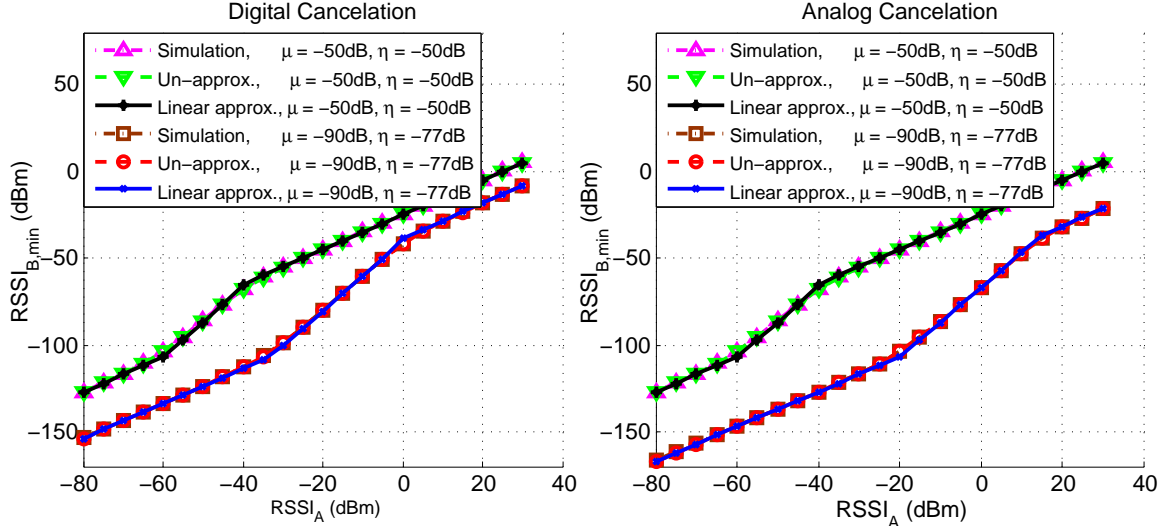 Digital Cancelation
Simulation, μ = −50dB, η = −50dB
Un−approx., μ = −50dB, η = −50dB
Linear approx., μ = −50dB, η = −50dB
Simulation, μ = −90dB, η = −77dB
Un−approx., μ = −90dB, η = −77dB
Linear approx., μ = −90dB, η = −77dB
50
0
−50
−100
−150
RSSI_B,min (dBm)
−80 −60 −40 −20 0 20 40
RSSI_A (dBm)
Analog Cancelation
Simulation, μ = −50dB, η = −50dB
Un−approx., μ = −50dB, η = −50dB
Linear approx., μ = −50dB, η = −50dB
Simulation, μ = −90dB, η = −77dB
Un−approx., μ = −90dB, η = −77dB
Linear approx., μ = −90dB, η = −77dB
50
0
−50
−100
−150
RSSI_B,min (dBm)
−80 −60 −40 −20 0 20 40
RSSI_A (dBm)